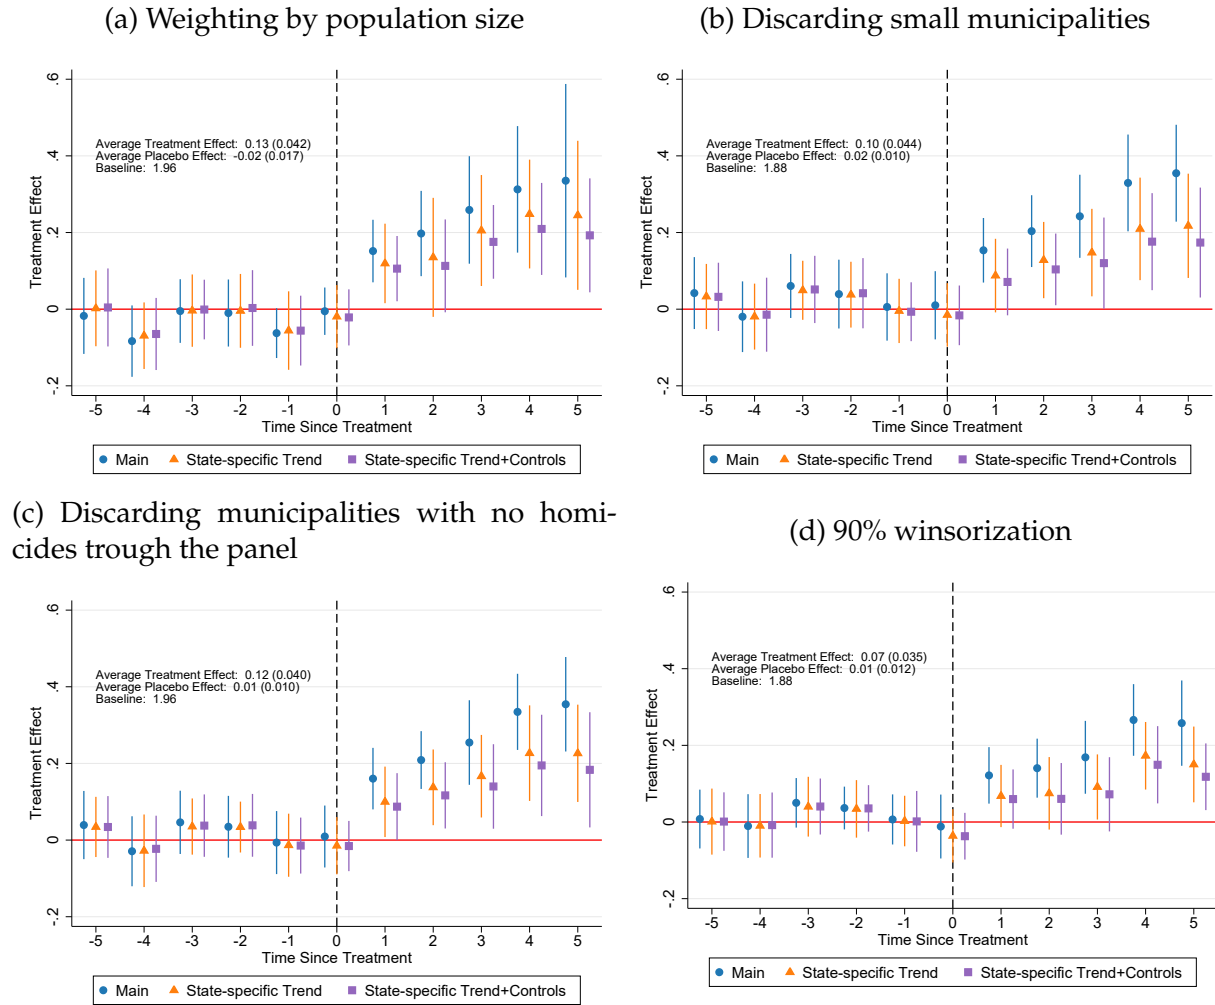 (a) Weighting by population size
Treatment Effect
.6
.4
.2
0
-.2
Average Treatment Effect: 0.13 (0.042)
Average Placebo Effect: -0.02 (0.017)
Baseline: 1.96
-5 -4 -3 -2 -1 0 1 2 3 4 5
Time Since Treatment
Main State-specific Trend State-specific Trend+Controls
(b) Discarding small municipalities
Treatment Effect
.6
.4
.2
0
-.2
Average Treatment Effect: 0.10 (0.044)
Average Placebo Effect: 0.02 (0.010)
Baseline: 1.88
-5 -4 -3 -2 -1 0 1 2 3 4 5
Time Since Treatment
Main State-specific Trend State-specific Trend+Controls
(c) Discarding municipalities with no homi-
cides trough the panel
Treatment Effect
.6
.4
.2
0
-.2
Average Treatment Effect: 0.12 (0.040)
Average Placebo Effect: 0.01 (0.010)
Baseline: 1.96
-5 -4 -3 -2 -1 0 1 2 3 4 5
Time Since Treatment
Main State-specific Trend State-specific Trend+Controls
(d) 90% winsorization
Treatment Effect
.6
.4
.2
0
-.2
Average Treatment Effect: 0.07 (0.035)
Average Placebo Effect: 0.01 (0.012)
Baseline: 1.88
-5 -4 -3 -2 -1 0 1 2 3 4 5
Time Since Treatment
Main State-specific Trend State-specific Trend+Controls